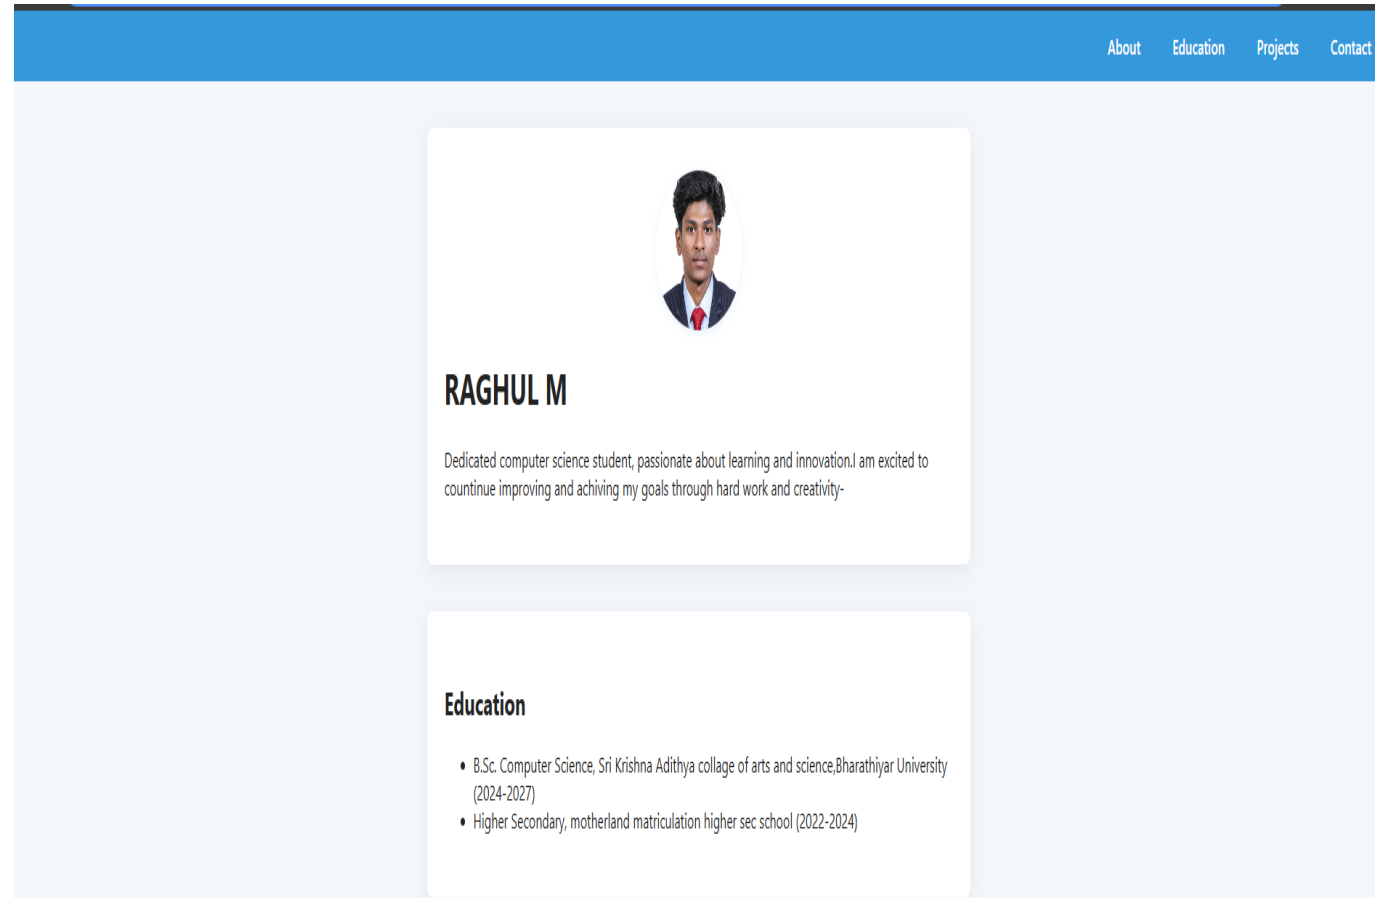 About Education Projects Contact
RAGHUL M
Dedicated computer science student, passionate about learning and innovation.I am excited to
countinue improving and achiving my goals through hard work and creativity-
Education
• B.Sc. Computer Science, Sri Krishna Adithya collage of arts and science,Bharathiyar University
(2024-2027)
• Higher Secondary, motherland matriculation higher sec school (2022-2024)